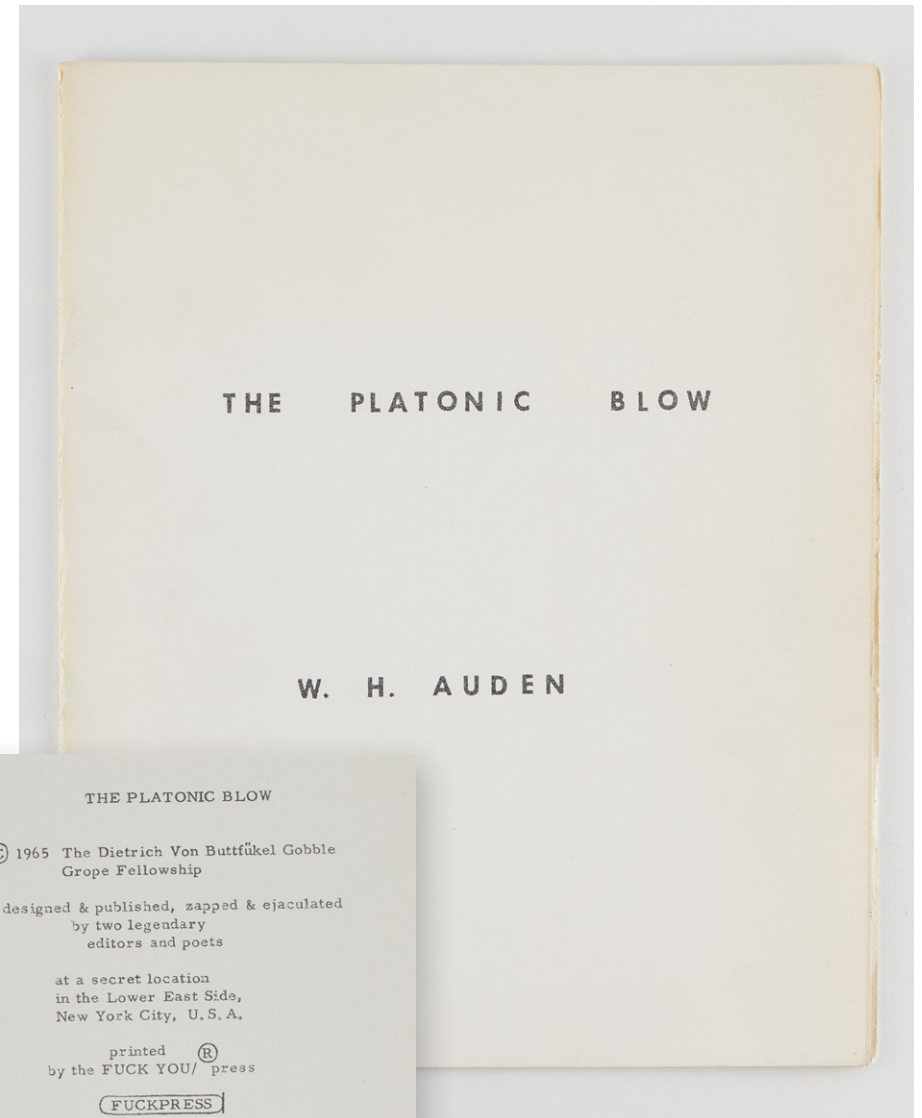 THE PLATONIC BLOW
W. H. AUDEN
THE PLATONIC BLOW
© 1965 The Dietrich Von Buttfükel Gobble
Grope Fellowship
designed & published, zapped & ejaculated
by two legendary
editors and poets
at a secret location
in the Lower East Side,
New York City, U.S.A.
printed ®
by the FUCK YOU/ press
FUCKPRESS